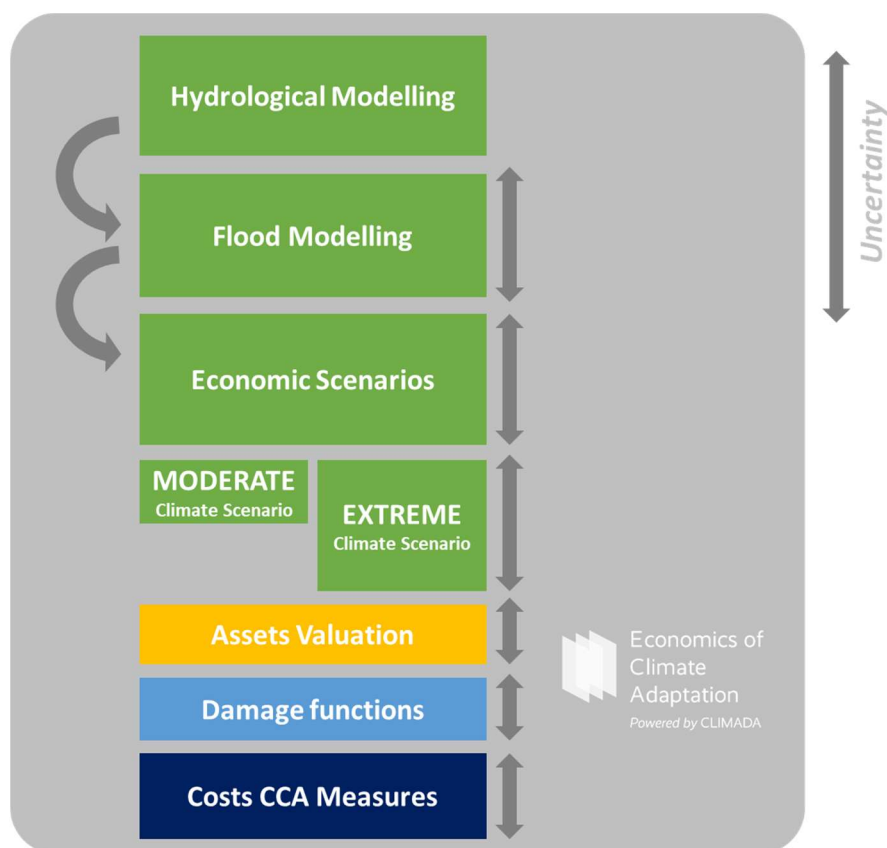 Hydrological Modelling
Uncertainty
Flood Modelling
Economic Scenarios
MODERATE
Climate Scenario
EXTREME
Climate Scenario
Assets Valuation
Damage functions
Costs CCA Measures
Economics of
Climate
Adaptation
Powered by CLIMADA